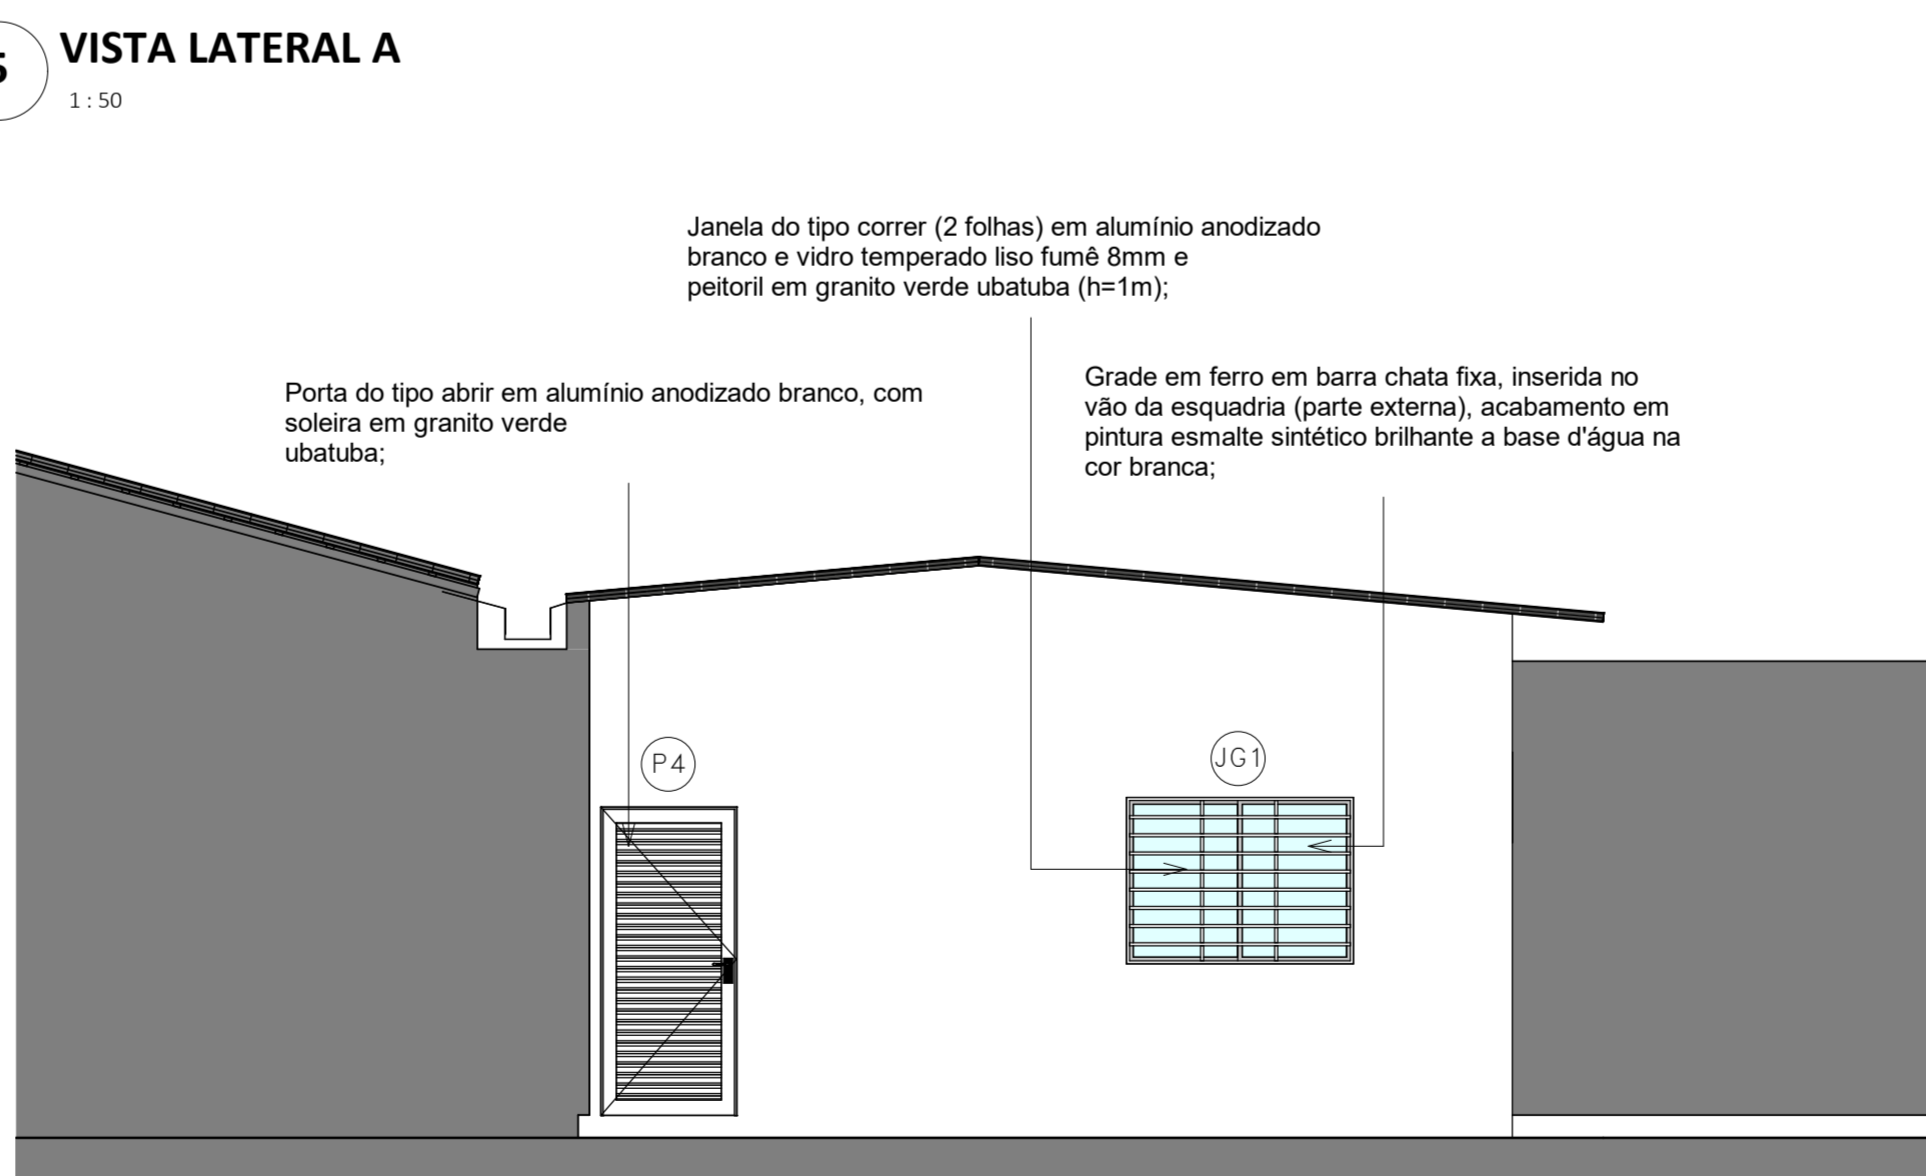 VISTA LATERAL A
1 : 50
Janela do tipo correr (2 folhas) em alumínio anodizado
branco e vidro temperado liso fumê 8mm e
peitoril em granito verde ubatuba (h=1m);
Porta do tipo abrir em alumínio anodizado branco, com
soleira em granito verde
ubatuba;
Grade em ferro em barra chata fixa, inserida no
vão da esquadria (parte externa), acabamento em
pintura esmalte sintético brilhante a base d'água na
cor branca;
P4
JG1